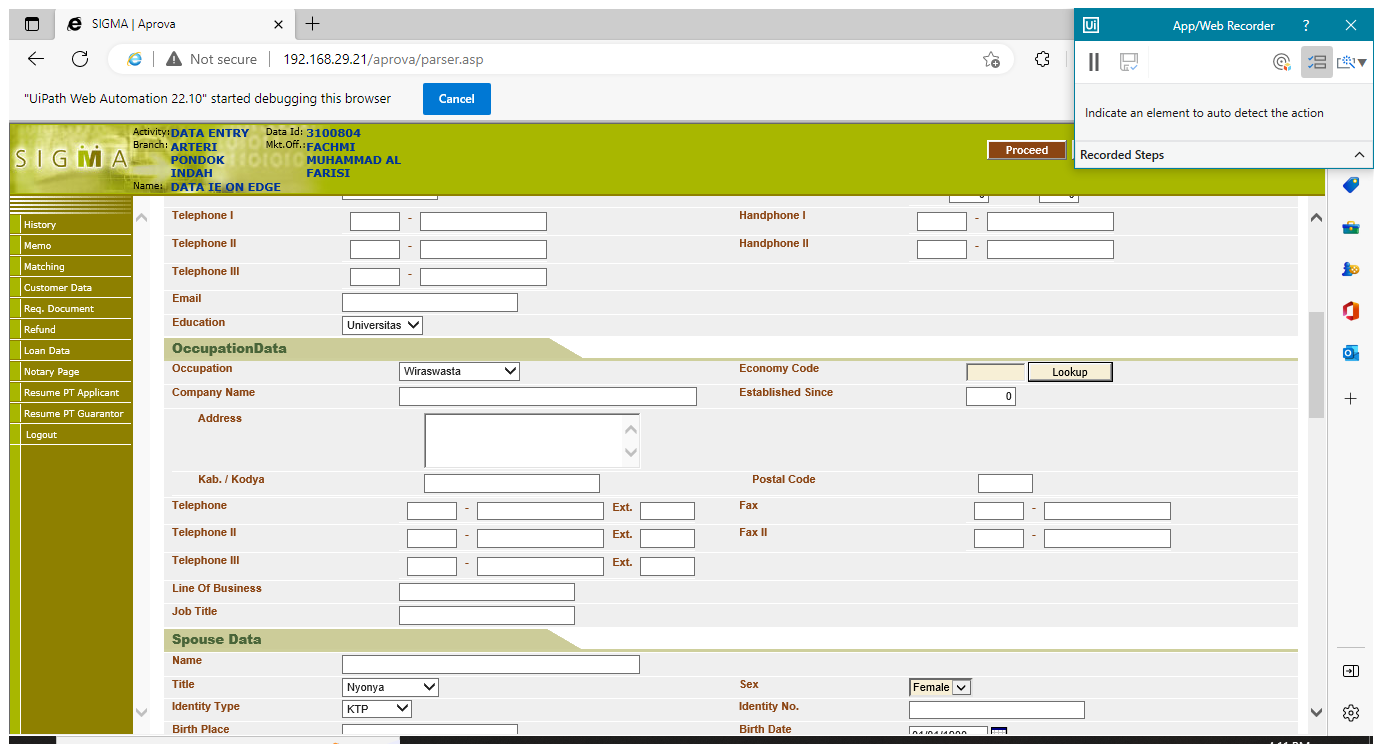 SIGMA | Aprova
Ui App/Web Recorder ?
Not secure 192.168.29.21/aprova/parser.asp
"UiPath Web Automation 22.10" started debugging this browser Cancel
Indicate an element to auto detect the action
Recorded Steps
SIGMA
Activity: DATA ENTRY Data Id: 3100804
Branch: ARTERI PONDOK INDAH Mkt.Off.: FACHMI MUHAMMAD AL FARISI
Name: DATA IE ON EDGE
Proceed
History
Memo
Matching
Customer Data
Req. Document
Refund
Loan Data
Notary Page
Resume PT Applicant
Resume PT Guarantor
Logout
Telephone I - Handphone I -
Telephone II - Handphone II -
Telephone III -
Email
Education Universitas
OccupationData
Occupation Wiraswasta Economy Code Lookup
Company Name Established Since 0
Address
Kab. / Kodya Postal Code
Telephone - Ext. Fax -
Telephone II - Ext. Fax II -
Telephone III - Ext.
Line Of Business
Job Title
Spouse Data
Name
Title Nyonya Sex Female
Identity Type KTP Identity No.
Birth Place Birth Date